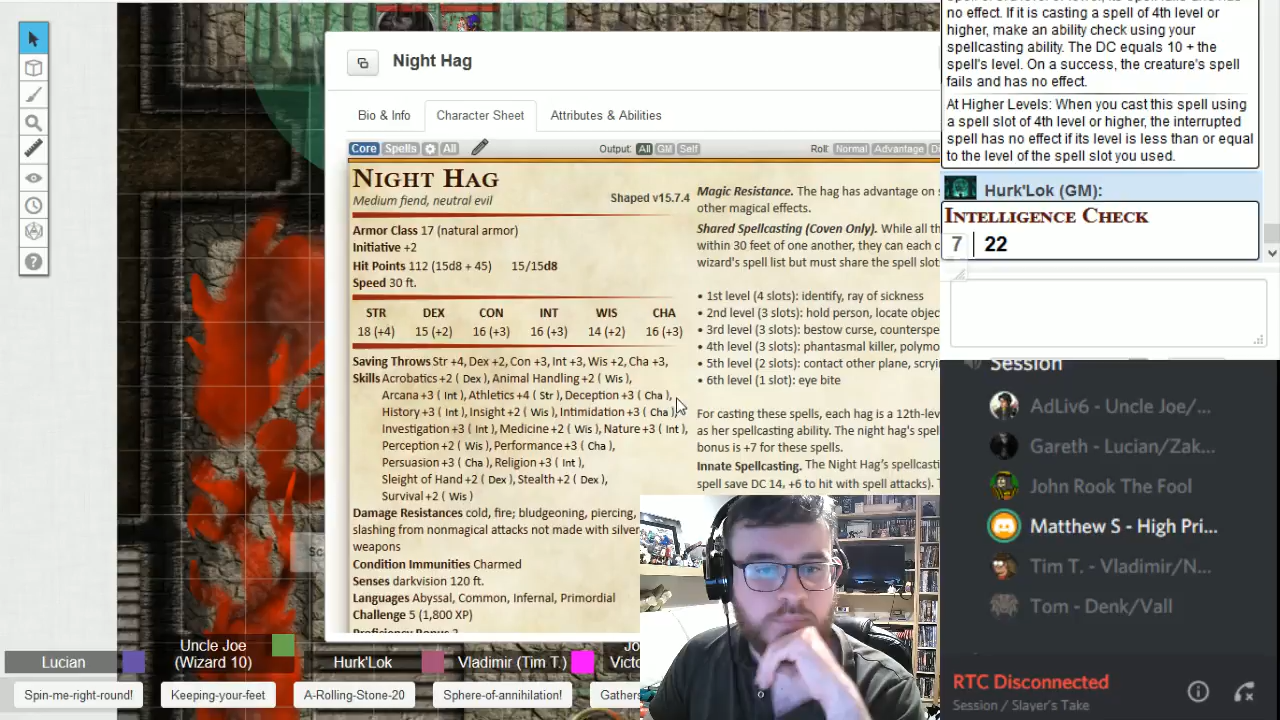 Night Hag
Bio & Info
Character Sheet
Attributes & Abilities
Core
Spells
All
Output: All GM Self
Roll: Normal Advantage
NIGHT HAG
Medium fiend, neutral evil
Shaped v15.7.4
Armor Class 17 (natural armor)
Initiative +2
Hit Points 112 (15d8 + 45) 15/15d8
Speed 30 ft.
STR DEX CON INT WIS CHA
18 (+4) 15 (+2) 16 (+3) 16 (+3) 14 (+2) 16 (+3)
Saving Throws Str +4, Dex +2, Con +3, Int +3, Wis +2, Cha +3,
Skills Acrobatics +2 ( Dex), Animal Handling +2 ( Wis),
Arcana +3 ( Int), Athletics +4 ( Str), Deception +3 ( Cha),
History +3 ( Int), Insight +2 ( Wis), Intimidation +3 ( Cha),
Investigation +3 ( Int), Medicine +2 ( Wis), Nature +3 ( Int),
Perception +2 ( Wis), Performance +3 ( Cha),
Persuasion +3 ( Cha), Religion +3 ( Int),
Sleight of Hand +2 ( Dex), Stealth +2 ( Dex),
Survival +2 ( Wis)
Damage Resistances cold, fire; bludgeoning, piercing,
slashing from nonmagical attacks not made with silver
weapons
Condition Immunities Charmed
Senses darkvision 120 ft.
Languages Abyssal, Common, Infernal, Primordial
Challenge 5 (1,800 XP)
Proficiency Bonus 3
Magic Resistance. The hag has advantage on
other magical effects.
Shared Spellcasting (Coven Only). While all th
within 30 feet of one another, they can each c
wizard's spell list but must share the spell slot
• 1st level (4 slots): identify, ray of sickness
• 2nd level (3 slots): hold person, locate objec
• 3rd level (3 slots): bestow curse, counterspe
• 4th level (3 slots): phantasmal killer, polymo
• 5th level (2 slots): contact other plane, scryi
• 6th level (1 slot): eye bite
For casting these spells, each hag is a 12th-lev
as her spellcasting ability. The night hag's spel
bonus is +7 for these spells.
Innate Spellcasting. The Night Hag's spellcasti
spell save DC 14, +6 to hit with spell attacks).
no effect. If it is casting a spell of 4th level or
higher, make an ability check using your
spellcasting ability. The DC equals 10 + the
spell's level. On a success, the creature's spell
fails and has no effect.
At Higher Levels: When you cast this spell using
a spell slot of 4th level or higher, the interrupted
spell has no effect if its level is less than or equal
to the level of the spell slot you used.
Hurk'Lok (GM):
INTELLIGENCE CHECK
7 | 22
Session
AdLiv6 - Uncle Joe/...
Gareth - Lucian/Zak...
John Rook The Fool
Matthew S - High Pri...
Tim T. - Vladimir/N...
Tom - Denk/Vall
RTC Disconnected
Session / Slayer's Take
Lucian
Uncle Joe
(Wizard 10)
Hurk'Lok
Vladimir (Tim T.)
Jo
Victo
Spin-me-right-round!
Keeping-your-feet
A-Rolling-Stone-20
Sphere-of-annihilation!
Gathers